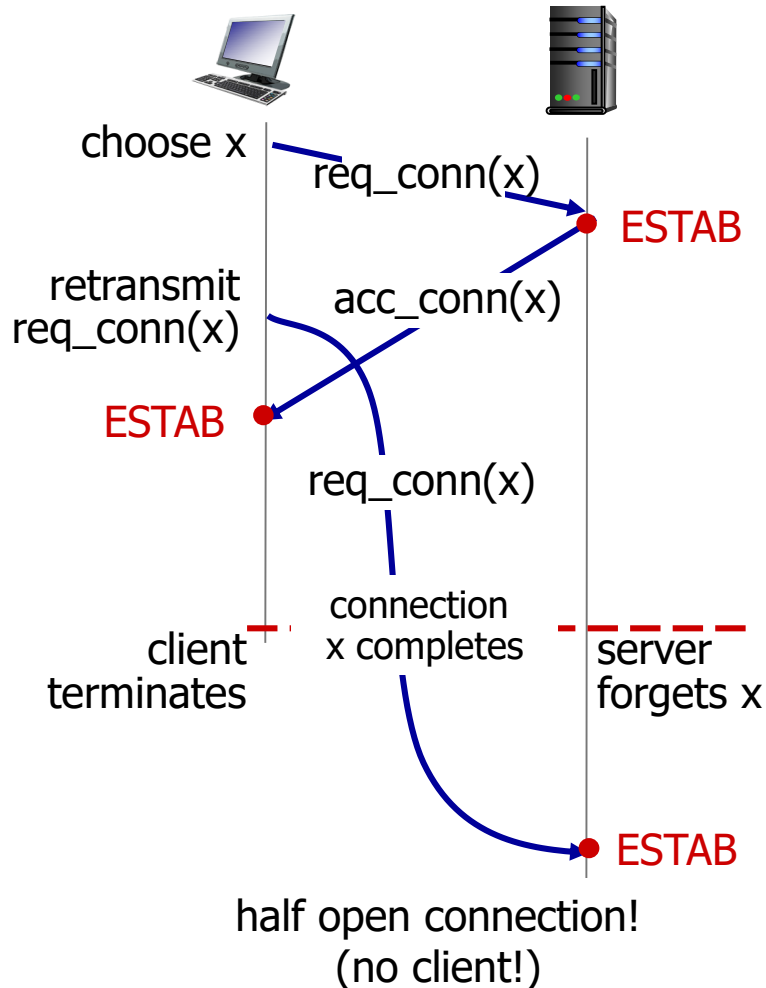 choose x
req_conn(x)
ESTAB
retransmit
req_conn(x)
acc_conn(x)
ESTAB
req_conn(x)
connection
x completes
client
terminates
server
forgets x
ESTAB
half open connection!
(no client!)